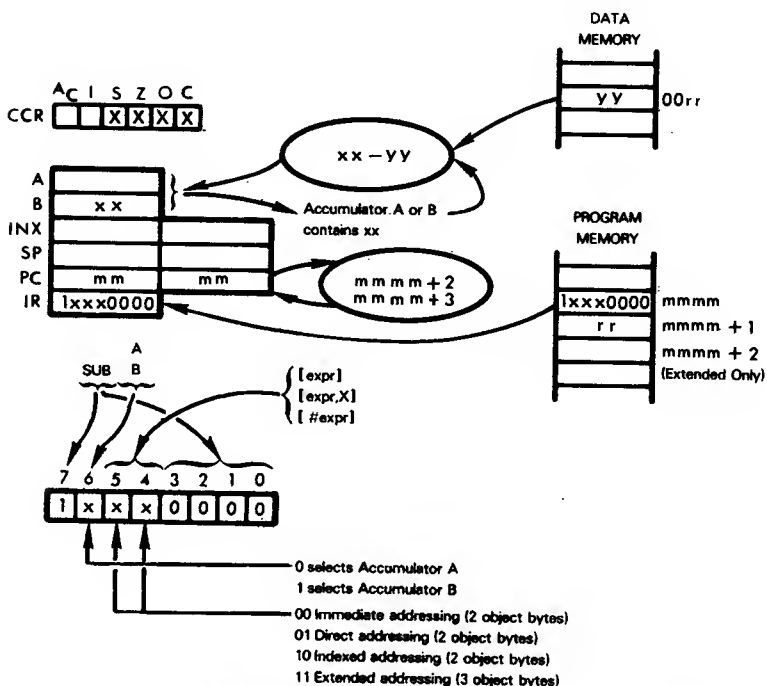 DATA
MEMORY
yy 00rr
AC I S Z O C
CCR X X X X
xx – yy
A
B xx
INX
SP
PC mm mm
IR 1xxx0000
Accumulator A or B
contains xx
mmmm + 2
mmmm + 3
PROGRAM
MEMORY
1xxx0000 mmmm
rr mmmm + 1
mmmm + 2
(Extended Only)
SUB A
B
[expr]
[expr,X]
[ #expr]
7 6 5 4 3 2 1 0
1 x x x 0 0 0 0
0 selects Accumulator A
1 selects Accumulator B
00 Immediate addressing (2 object bytes)
01 Direct addressing (2 object bytes)
10 Indexed addressing (2 object bytes)
11 Extended addressing (3 object bytes)